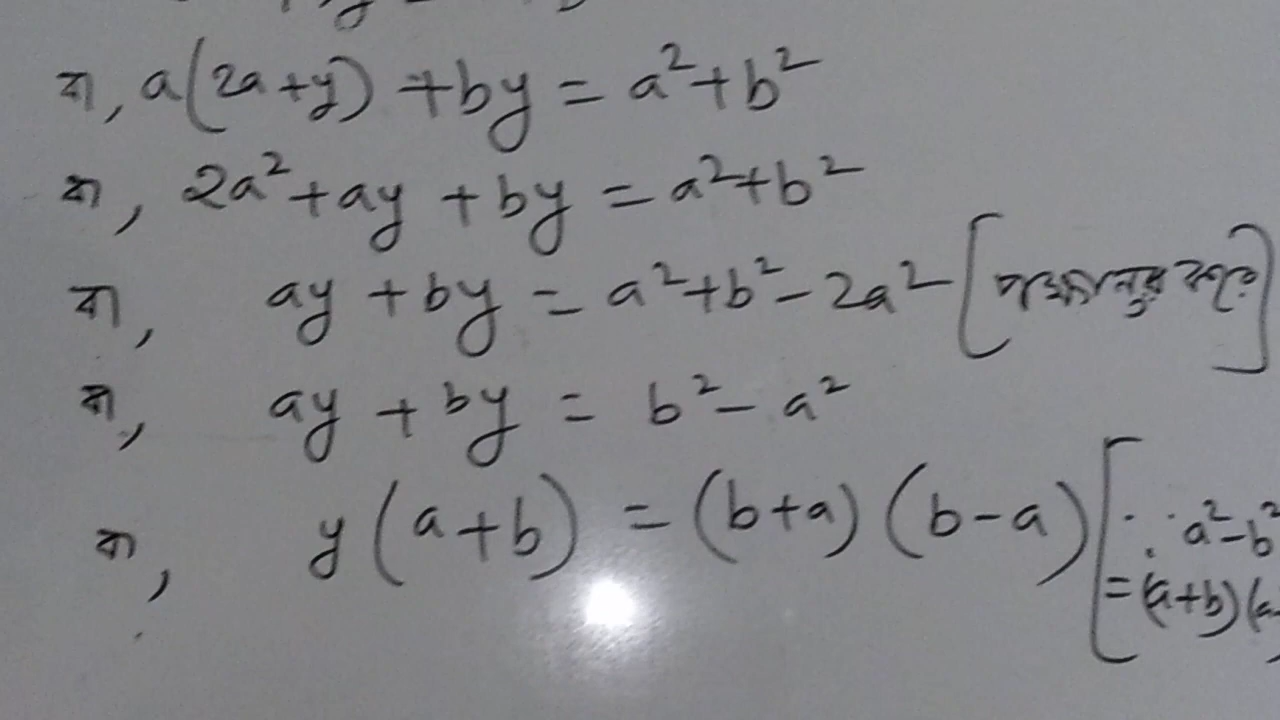 বা, a(2a+y) +by = a²+b²
বা, 2a²+ay +by = a²+b²
বা, ay +by = a²+b²-2a² [পক্ষান্তর করে]
বা, ay + by = b²- a²
বা, y(a+b) = (b+a) (b-a) [∵ a²-b²
=(a+b)(a-